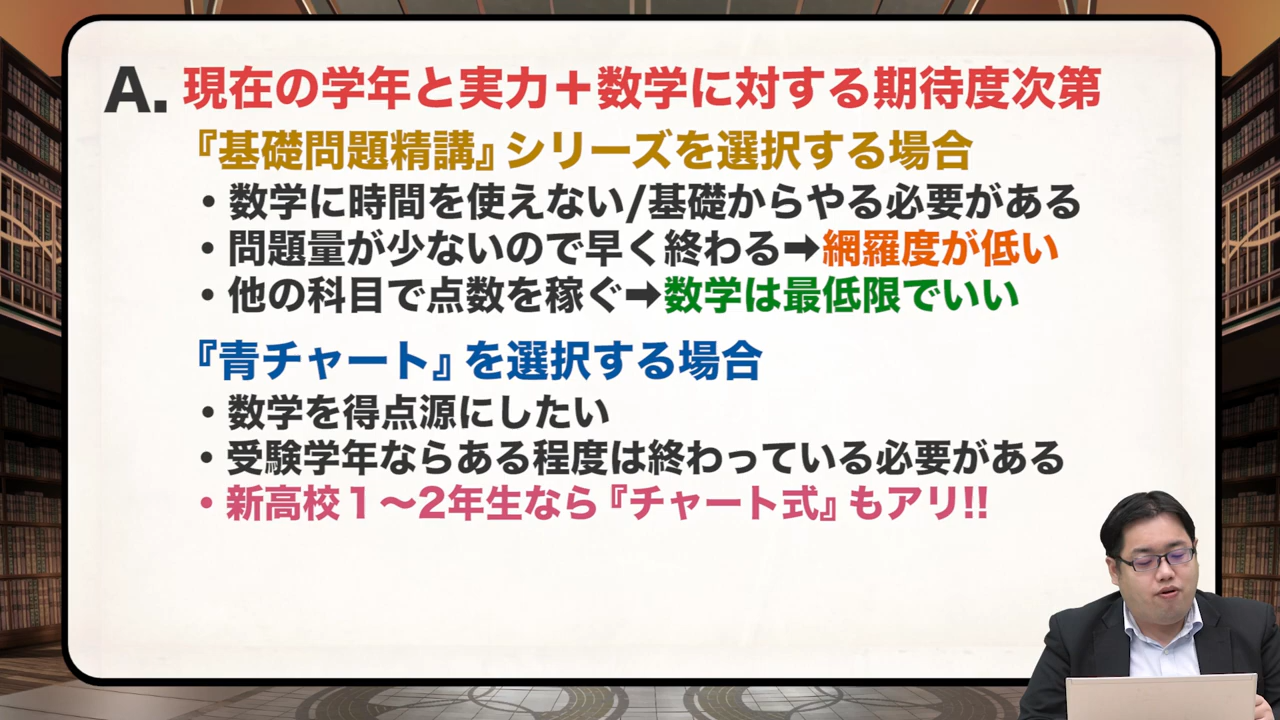 A. 現在の学年と実力＋数学に対する期待度次第
『基礎問題精講』シリーズを選択する場合
・数学に時間を使えない/基礎からやる必要がある
・問題量が少ないので早く終わる➡網羅度が低い
・他の科目で点数を稼ぐ➡数学は最低限でいい
『青チャート』を選択する場合
・数学を得点源にしたい
・受験学年ならある程度は終わっている必要がある
・新高校１〜2年生なら『チャート式』もアリ!!